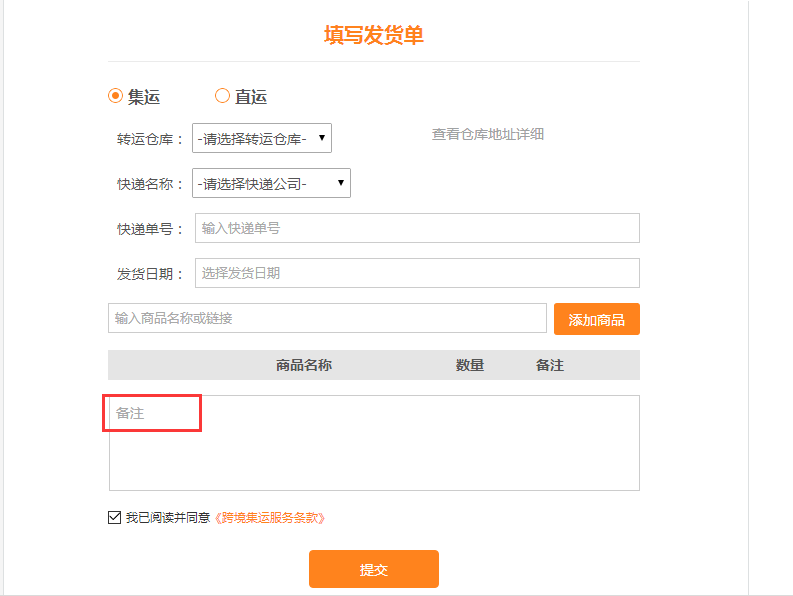 填写发货单
集运 直运
转运仓库： -请选择转运仓库- 查看仓库地址详细
快递名称： -请选择快递公司-
快递单号： 输入快递单号
发货日期： 选择发货日期
输入商品名称或链接 添加商品
商品名称 数量 备注
备注
我已阅读并同意《跨境集运服务条款》
提交